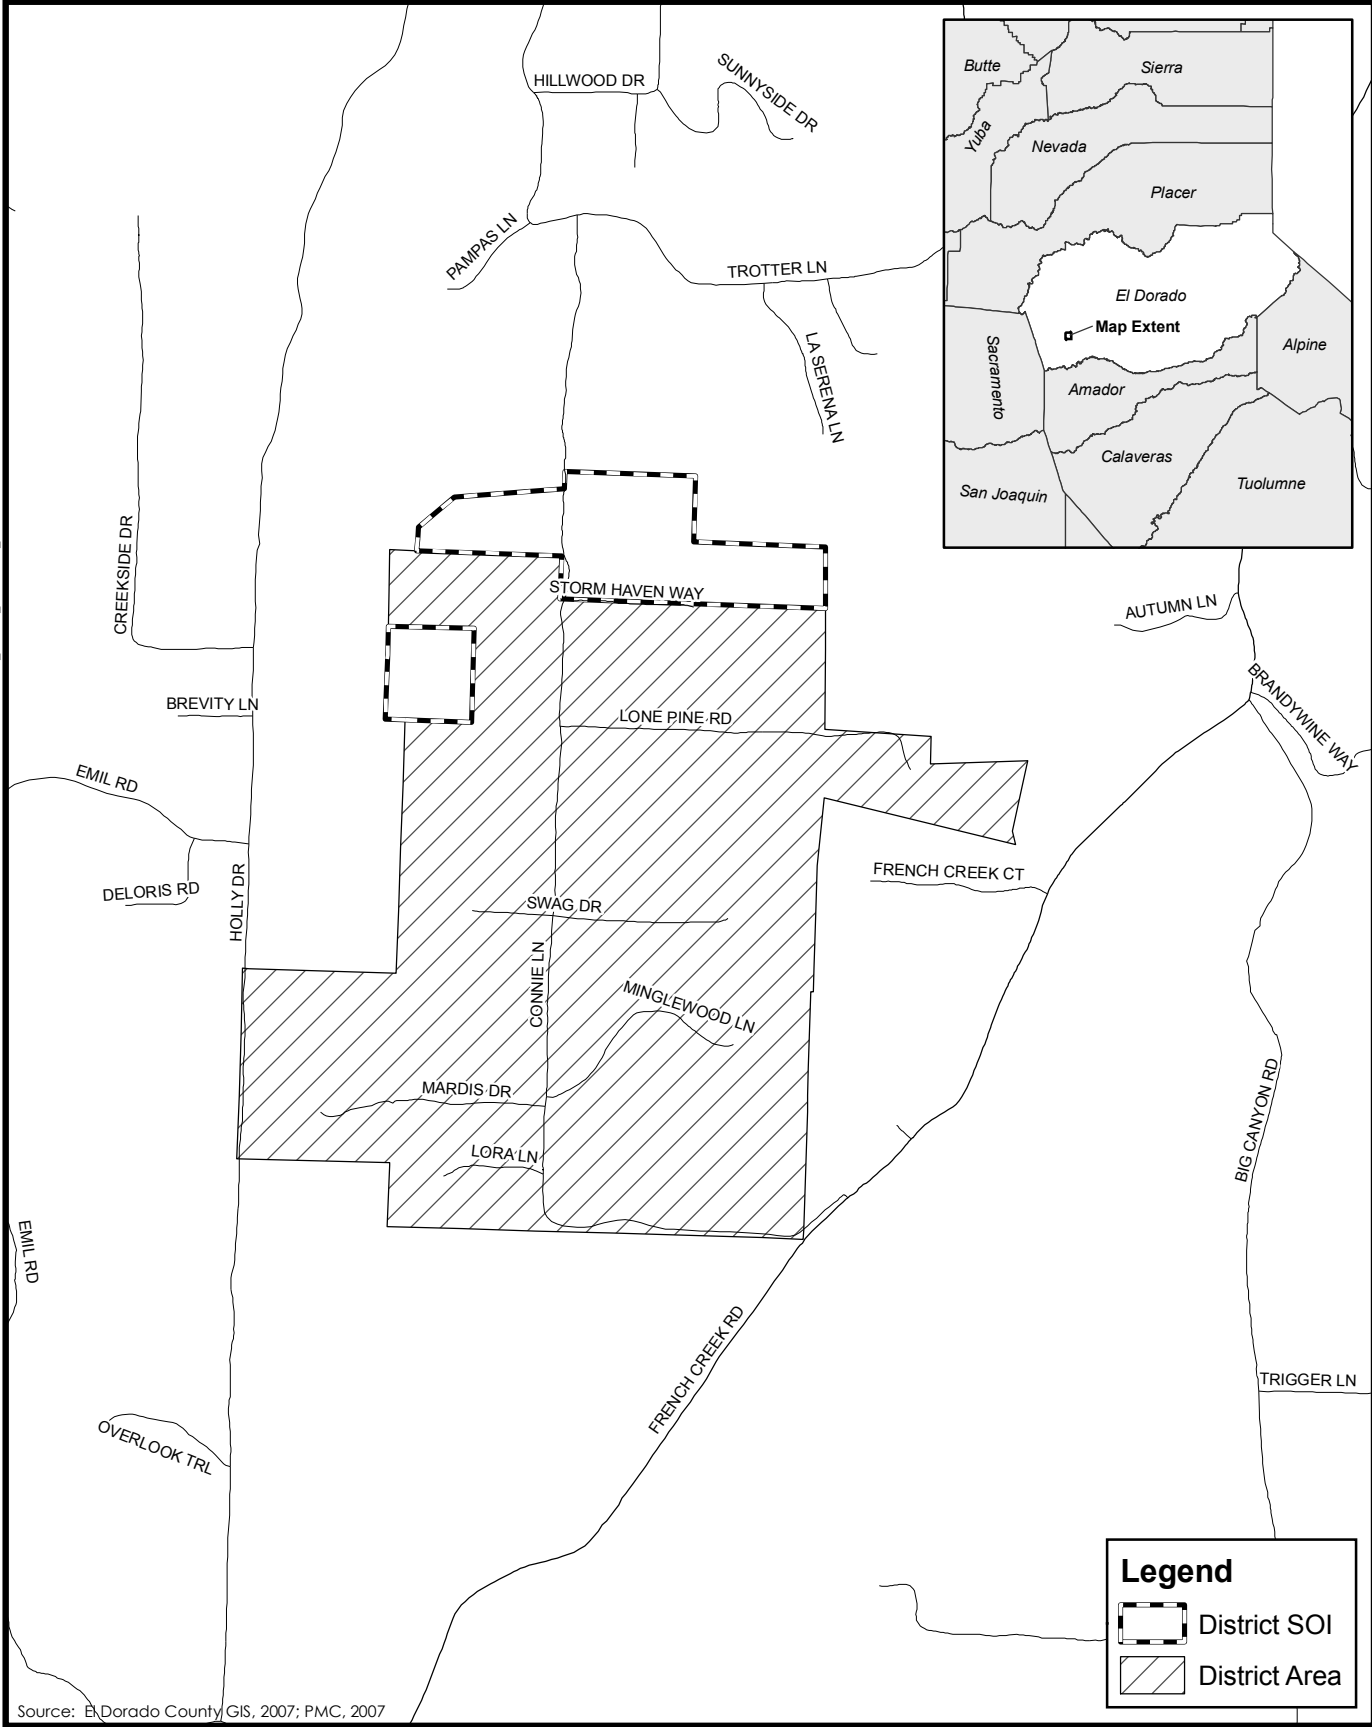 HILLWOOD DR
SUNNYSIDE DR
PAMPAS LN
TROTTER LN
LA SERENA LN
Butte
Sierra
Yuba
Nevada
Placer
El Dorado
Map Extent
Sacramento
Alpine
Amador
Calaveras
San Joaquin
Tuolumne
CREEKSIDE DR
STORM HAVEN WAY
AUTUMN LN
BREVITY LN
LONE PINE RD
BRANDYWINE WAY
EMIL RD
DELORIS RD
HOLLY DR
FRENCH CREEK CT
SWAG DR
CONNIE LN
MINGLEWOOD LN
MARDIS DR
LORA LN
BIG CANYON RD
EMIL RD
FRENCH CREEK RD
TRIGGER LN
OVERLOOK TRL
Legend
District SOI
District Area
Source: El Dorado County GIS, 2007; PMC, 2007